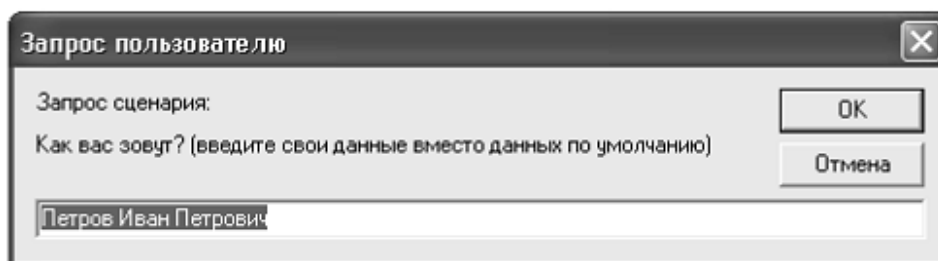 Запрос пользователю
Запрос сценария:
OK
Как вас зовут? (введите свои данные вместо данных по умолчанию)
Отмена
Петров Иван Петрович